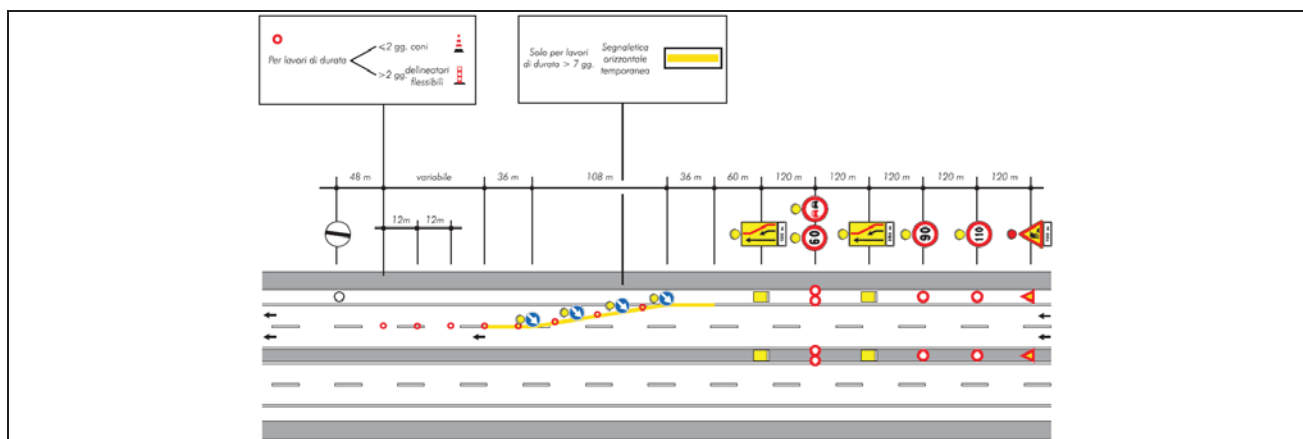 Per lavori di durata
<2 gg. coni
>2 gg. delineatori
flessibili
Solo per lavori
di durata > 7 gg.
Segnaletica
orizzontale
temporanea
48 m
variabile
36 m
108 m
36 m
60 m
120 m
120 m
120 m
120 m
120 m
12m
12m
60
90
110